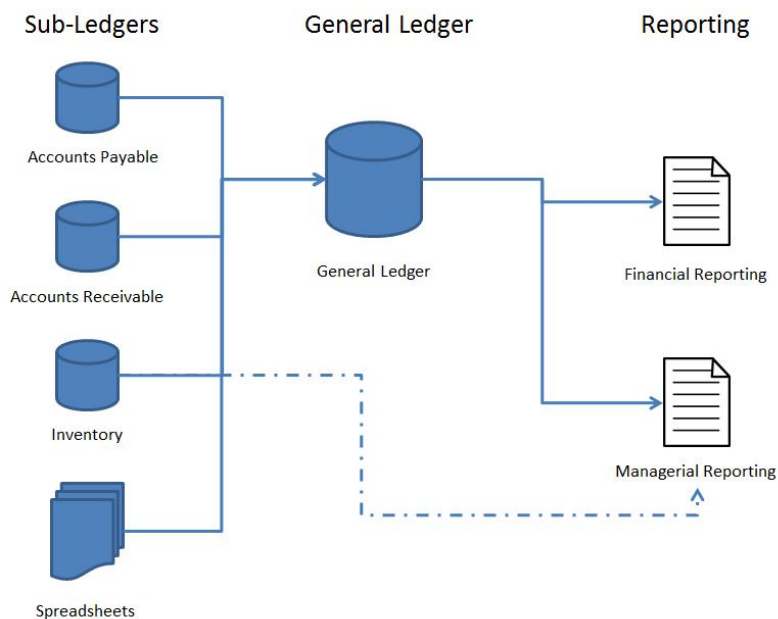 Sub-Ledgers
General Ledger
Reporting
Accounts Payable
Accounts Receivable
Inventory
Spreadsheets
General Ledger
Financial Reporting
Managerial Reporting